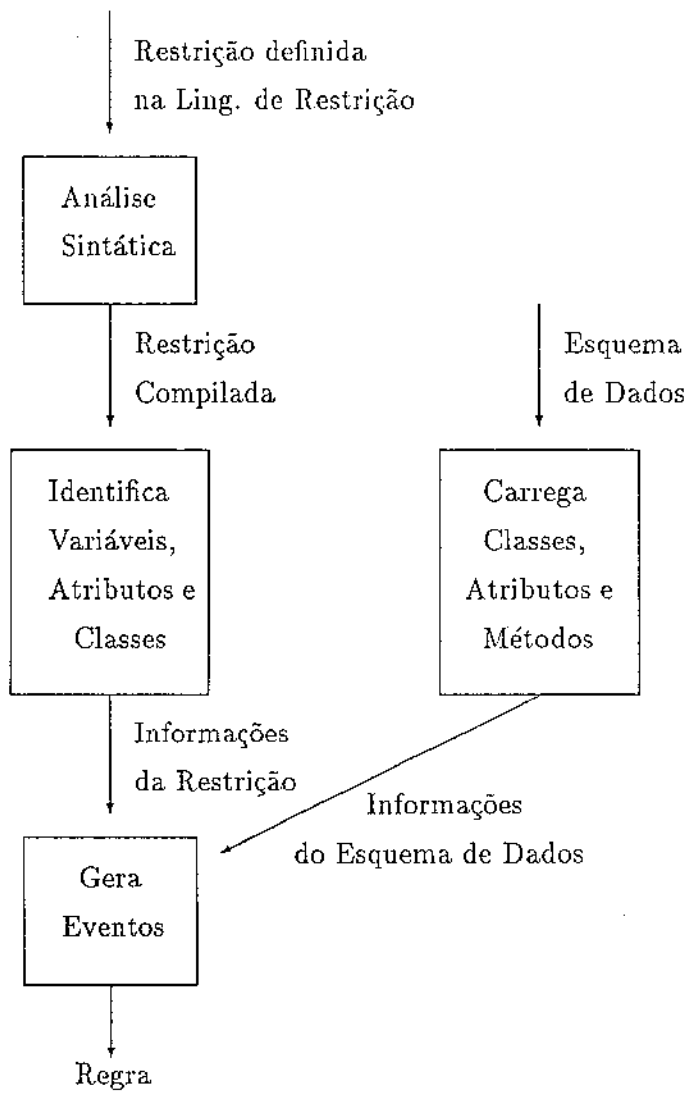 Restrição definida
na Ling. de Restrição
Análise
Sintática
Restrição
Compilada
Esquema
de Dados
Identifica
Variáveis,
Atributos e
Classes
Carrega
Classes,
Atributos e
Métodos
Informações
da Restrição
Informações
do Esquema de Dados
Gera
Eventos
Regra